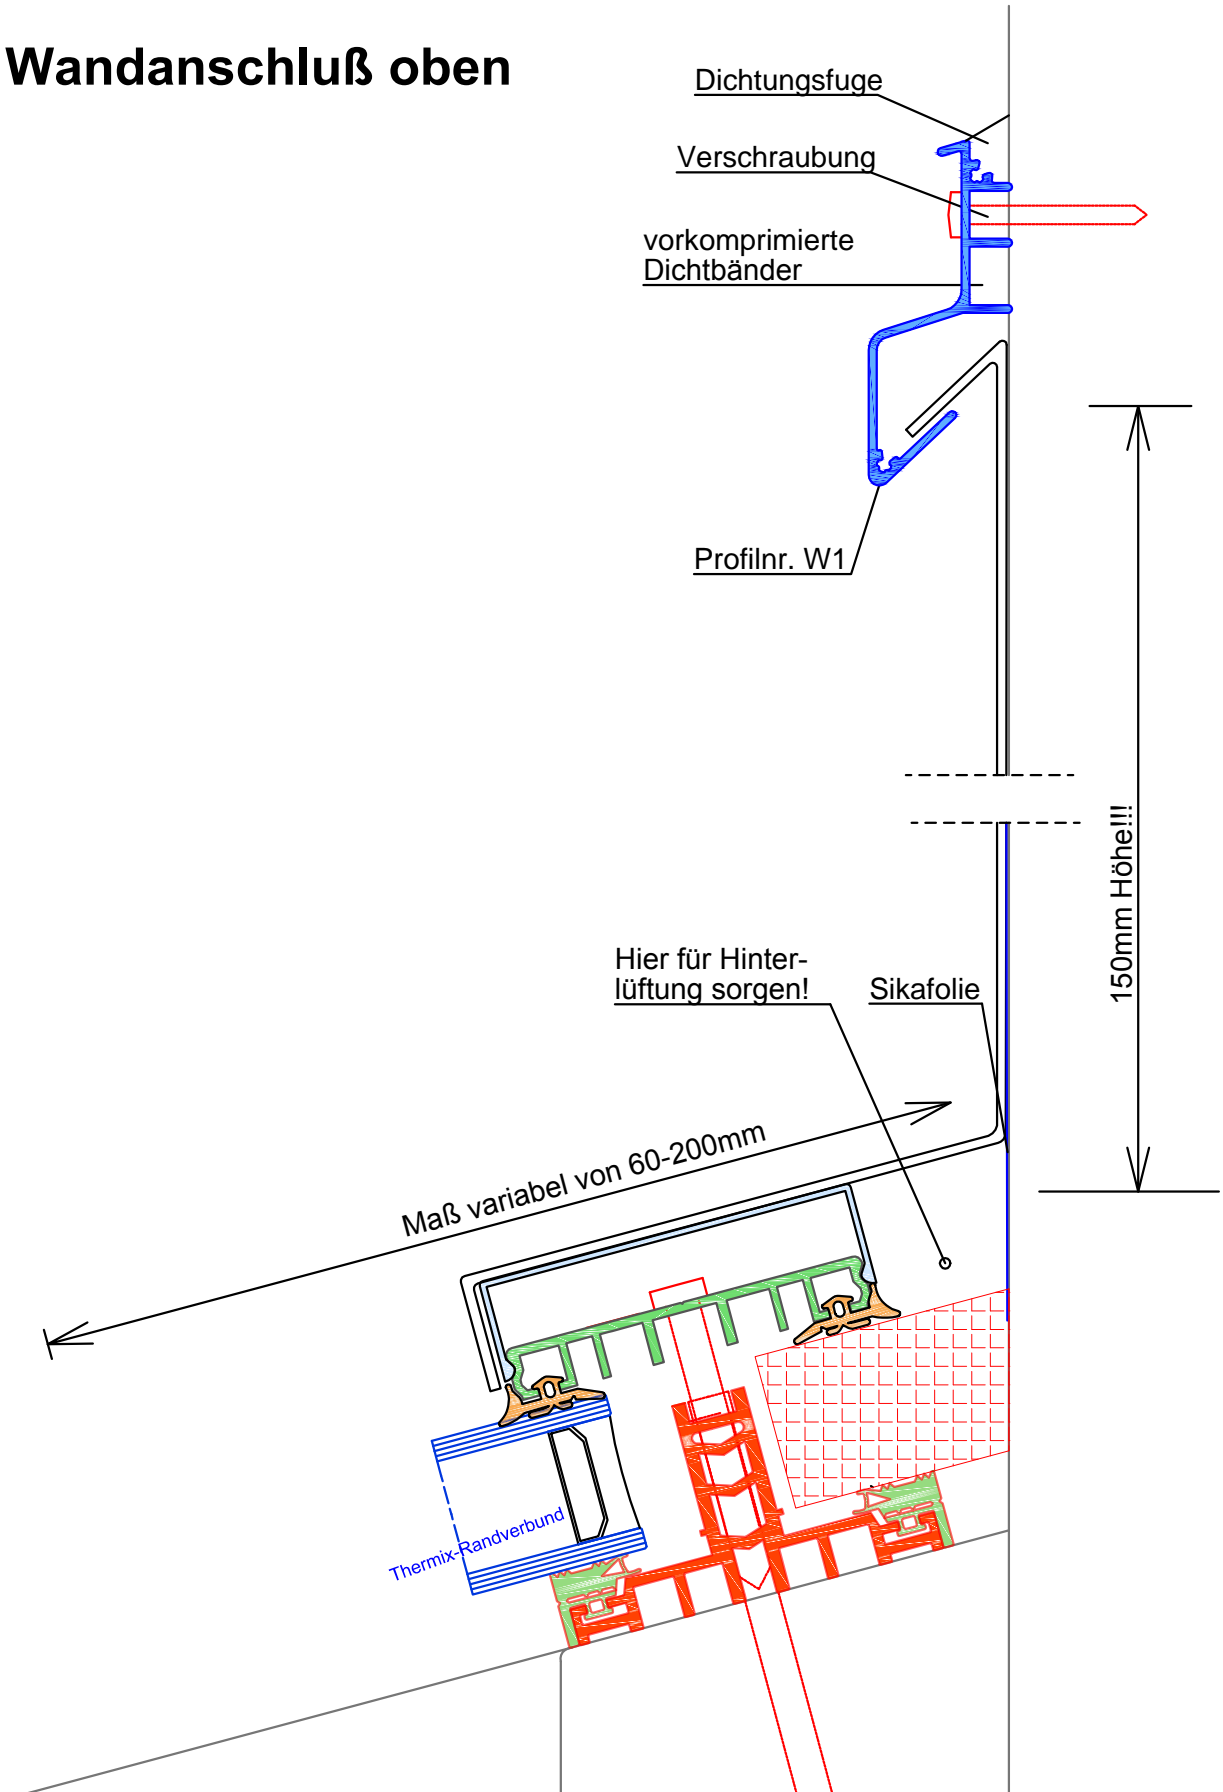 Wandanschluß oben
Dichtungsfuge
Verschraubung
vorkomprimierte
Dichtbänder
Profilnr. W1
150mm Höhe!!!
Hier für Hinter-
lüftung sorgen!
Sikafolie
Maß variabel von 60-200mm
Thermix-Randverbund